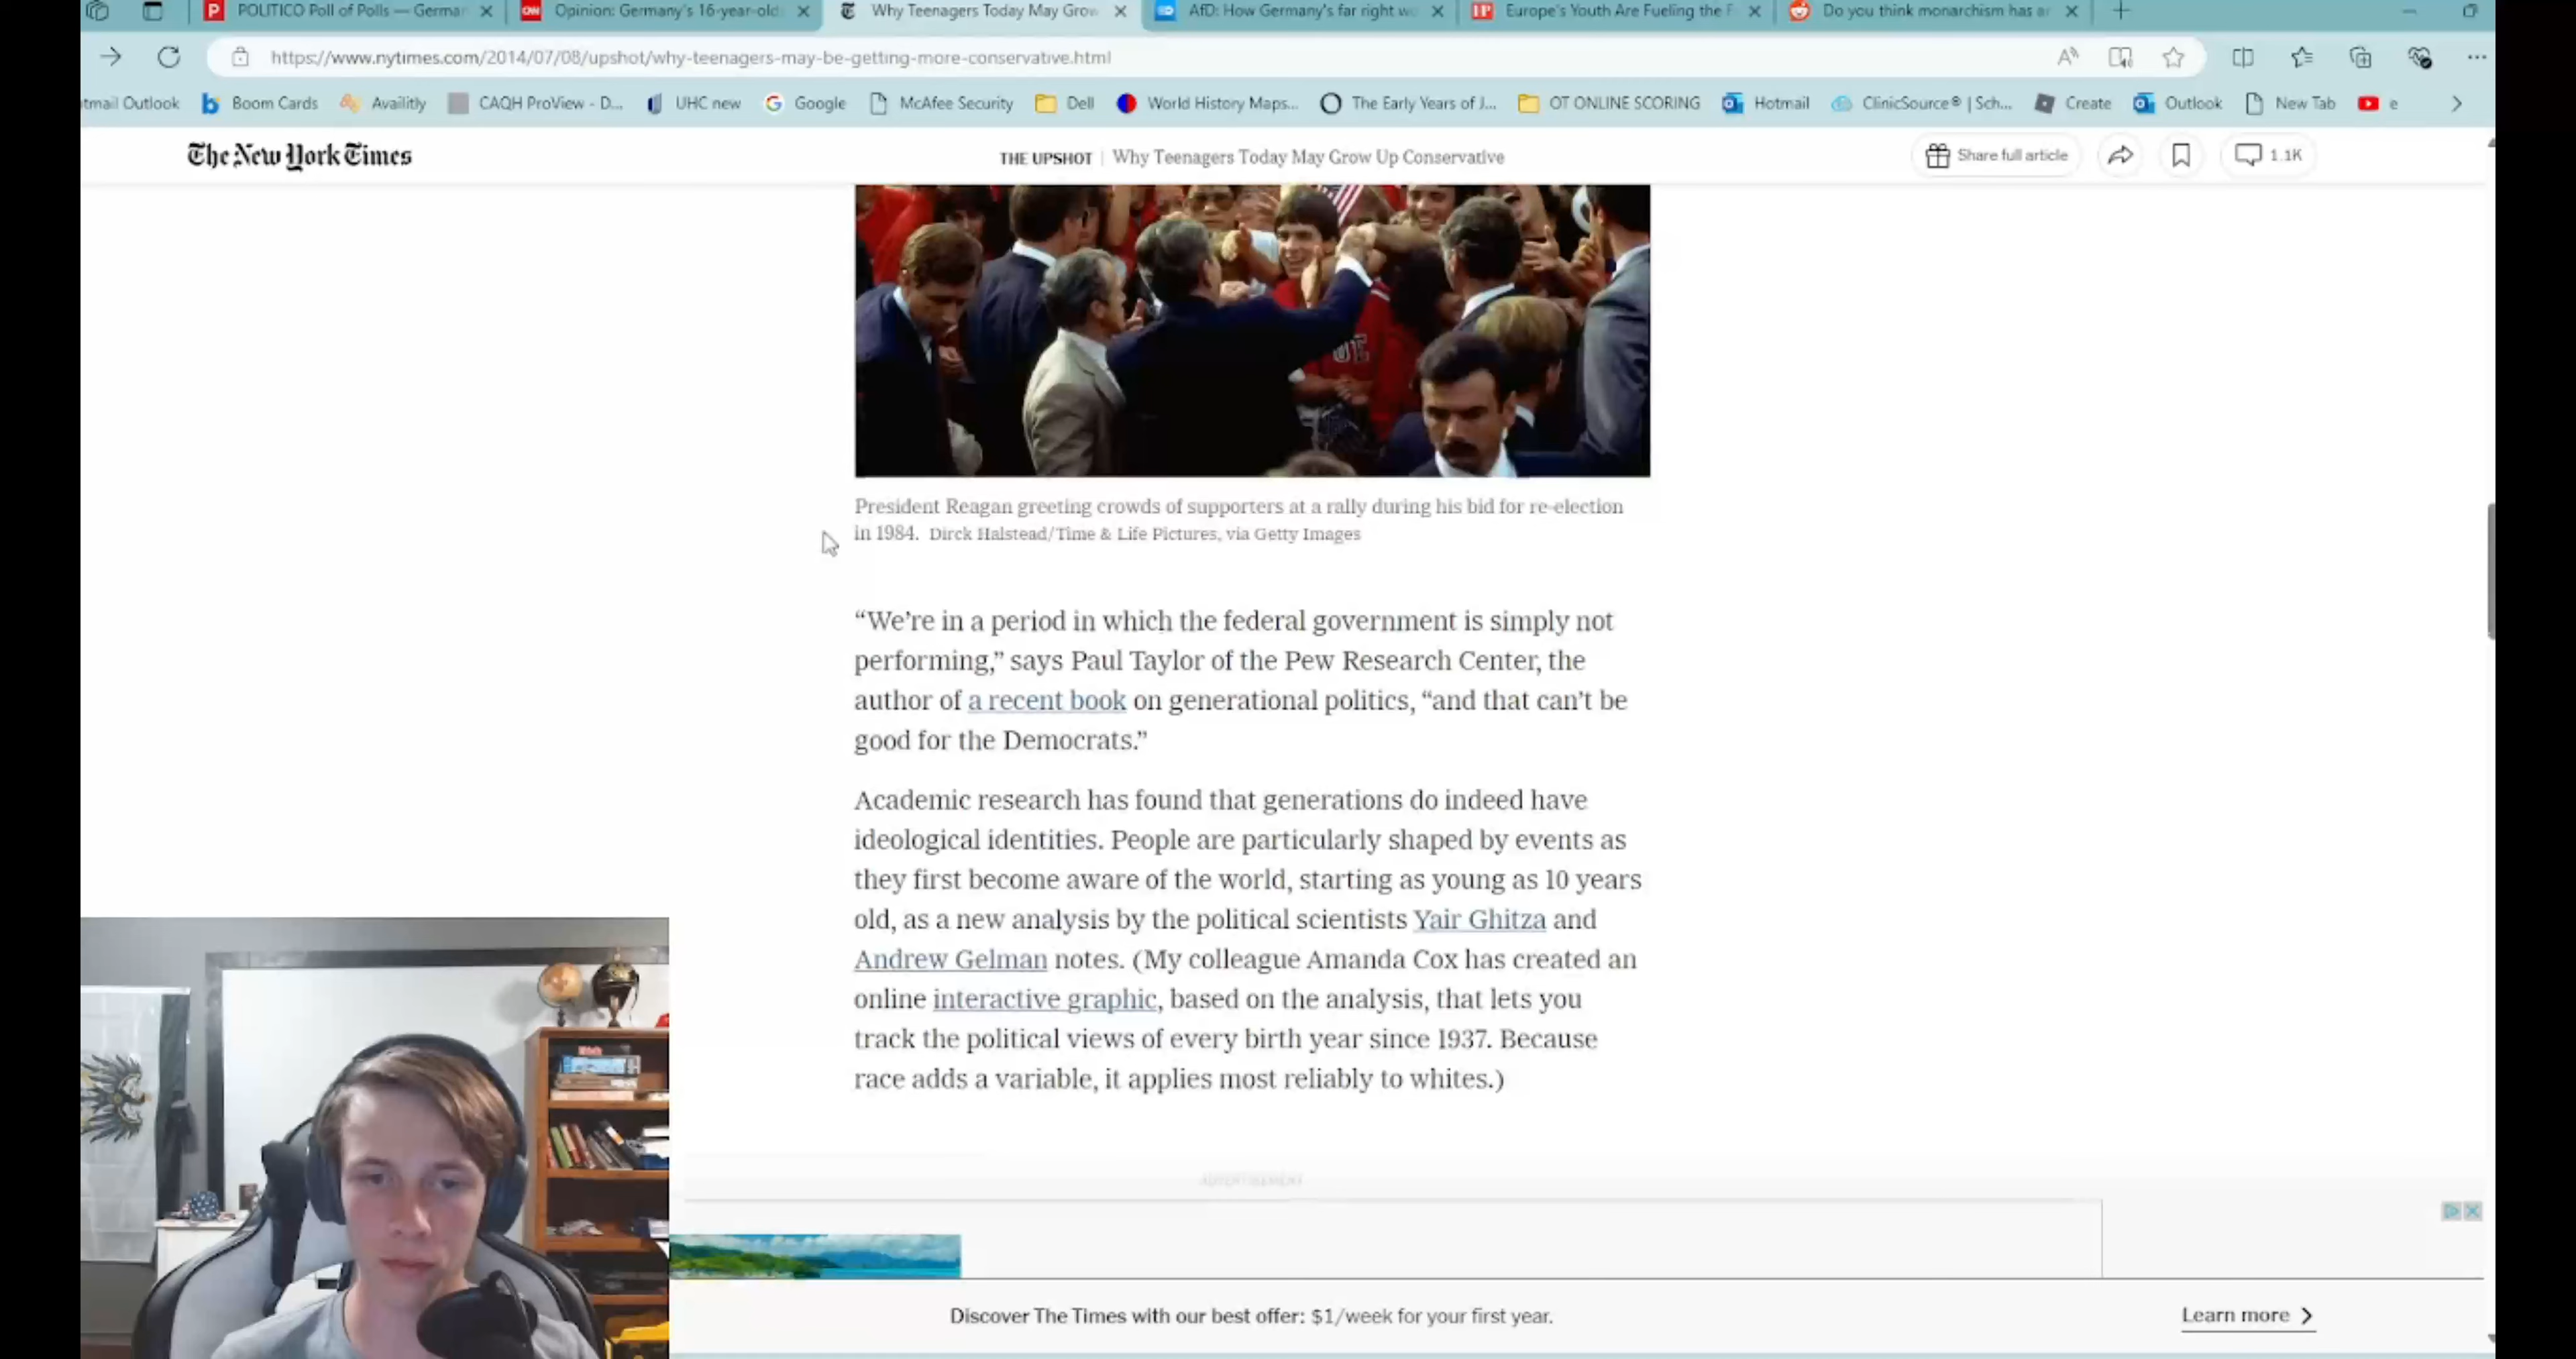 POLITICO Poll of Polls — German
Opinion: Germany's 16-year-old
Why Teenagers Today May Grow
AfD: How Germany's far right w
Europe's Youth Are Fueling the F
Do you think monarchism has a
https://www.nytimes.com/2014/07/08/upshot/why-teenagers-may-be-getting-more-conservative.html
tmail Outlook
Boom Cards
Availitly
CAQH ProView - D...
UHC new
Google
McAfee Security
Dell
World History Maps...
The Early Years of J...
OT ONLINE SCORING
Hotmail
ClinicSource® | Sch...
Create
Outlook
New Tab
e
The New York Times
THE UPSHOT | Why Teenagers Today May Grow Up Conservative
Share full article
1.1K
President Reagan greeting crowds of supporters at a rally during his bid for re-election
in 1984. Dirck Halstead/Time & Life Pictures, via Getty Images
“We’re in a period in which the federal government is simply not
performing,” says Paul Taylor of the Pew Research Center, the
author of a recent book on generational politics, “and that can’t be
good for the Democrats.”
Academic research has found that generations do indeed have
ideological identities. People are particularly shaped by events as
they first become aware of the world, starting as young as 10 years
old, as a new analysis by the political scientists Yair Ghitza and
Andrew Gelman notes. (My colleague Amanda Cox has created an
online interactive graphic, based on the analysis, that lets you
track the political views of every birth year since 1937. Because
race adds a variable, it applies most reliably to whites.)
ADVERTISEMENT
Discover The Times with our best offer: $1/week for your first year.
Learn more